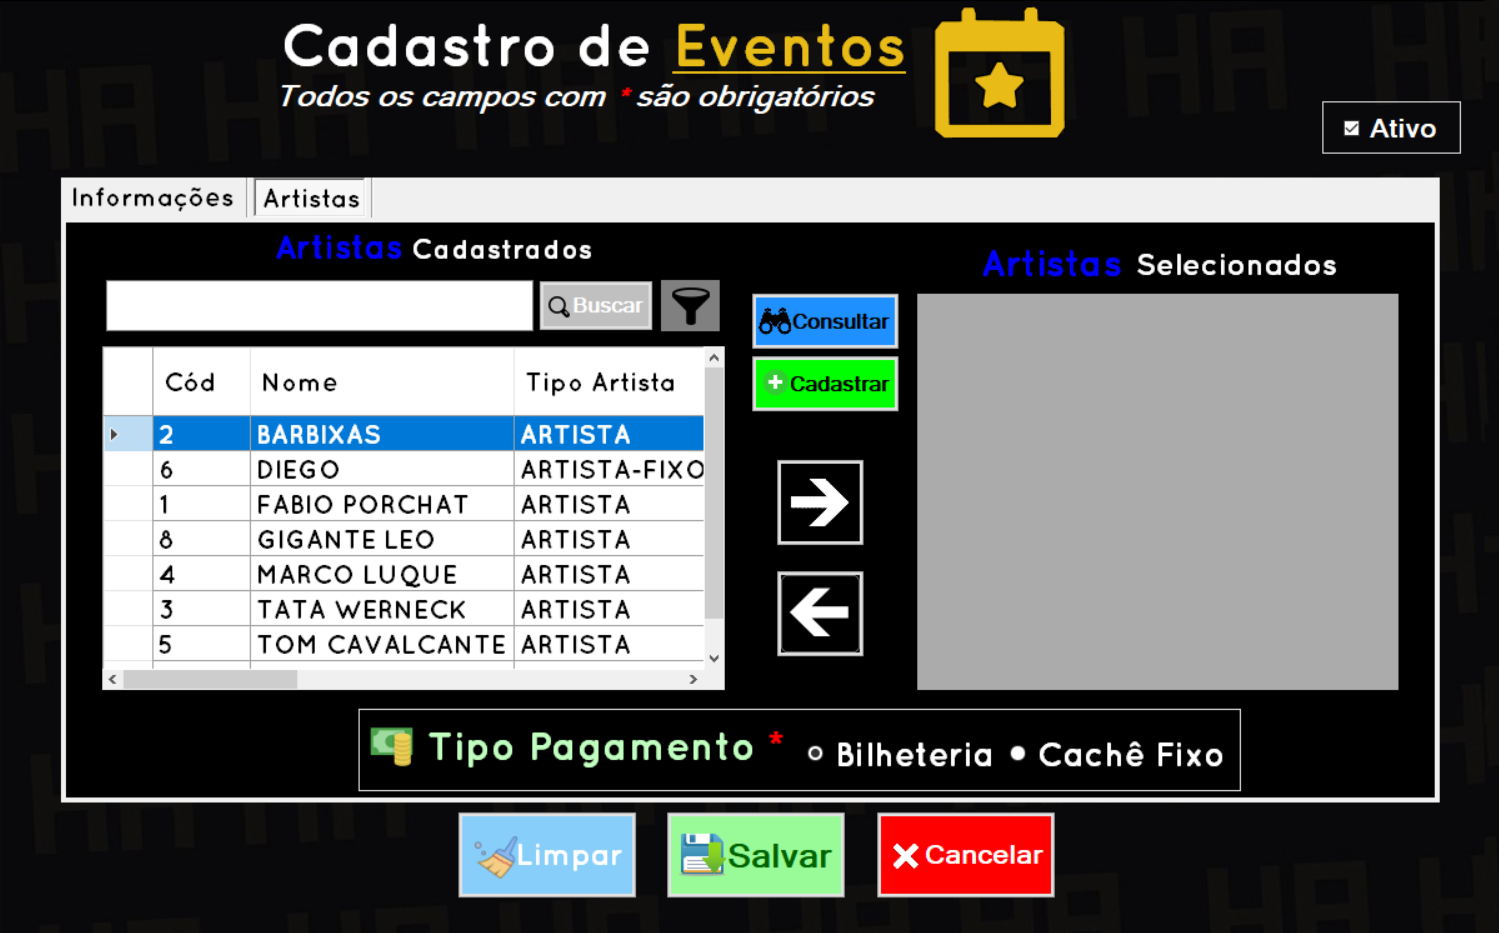 Cadastro de Eventos
Todos os campos com * são obrigatórios
Ativo
Informações
Artistas
Artistas Cadastrados
Artistas Selecionados
Buscar
Consultar
Cadastrar
Cód Nome Tipo Artista
2 BARBIXAS ARTISTA
6 DIEGO ARTISTA-FIXO
1 FABIO PORCHAT ARTISTA
8 GIGANTE LEO ARTISTA
4 MARCO LUQUE ARTISTA
3 TATA WERNECK ARTISTA
5 TOM CAVALCANTE ARTISTA
Tipo Pagamento * Bilheteria Cachê Fixo
Limpar
Salvar
Cancelar